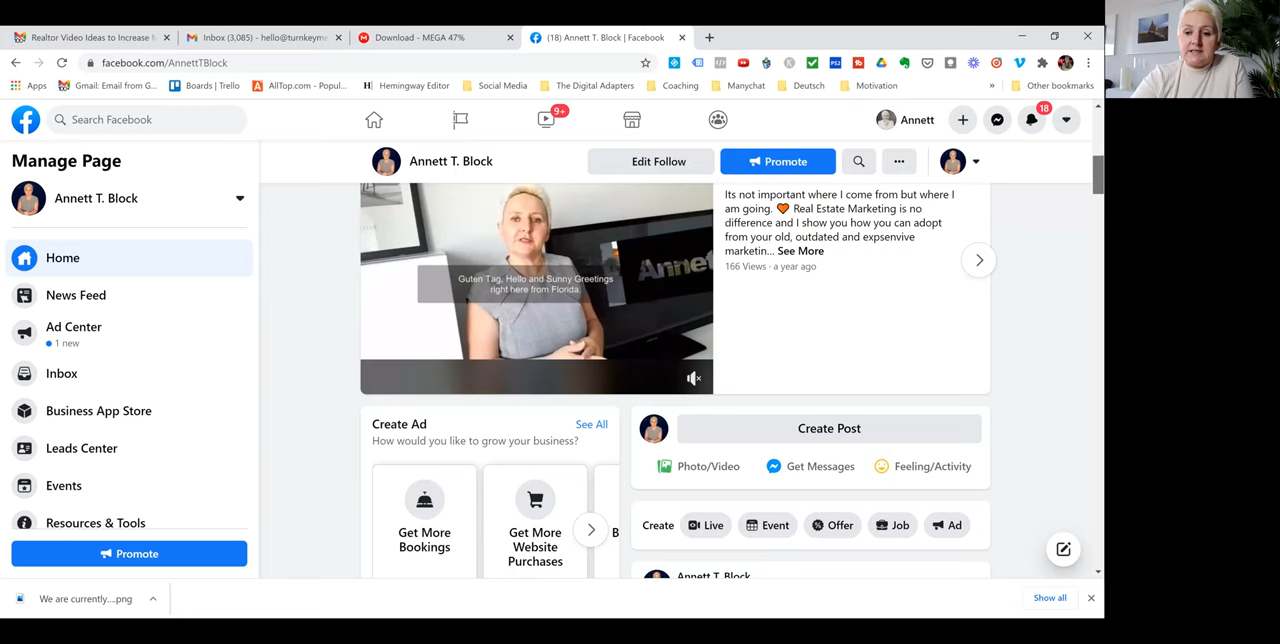 Realtor Video Ideas to Increase M
Inbox (3,085) - hello@turnkeyme
Download - MEGA 47%
(18) Annett T. Block | Facebook
facebook.com/AnnettTBlock
Apps
Gmail: Email from G...
Boards | Trello
AllTop.com - Popul...
Hemingway Editor
Social Media
The Digital Adapters
Coaching
Manychat
Deutsch
Motivation
»
Other bookmarks
Search Facebook
9+
Annett
18
Manage Page
Annett T. Block
Annett T. Block
Edit Follow
Promote
Home
News Feed
Ad Center
1 new
Inbox
Business App Store
Leads Center
Events
Resources & Tools
Promote
Annet
Guten Tag, Hello and Sunny Greetings
right here from Florida.
Its not important where I come from but where I
am going. 🧡 Real Estate Marketing is no
difference and I show you how you can adopt
from your old, outdated and expsenvive
marketin... See More
166 Views · a year ago
Create Ad
See All
How would you like to grow your business?
Get More
Bookings
Get More
Website
Purchases
B
Create Post
Photo/Video
Get Messages
Feeling/Activity
Create
Live
Event
Offer
Job
Ad
Annett T. Block
We are currently....png
Show all